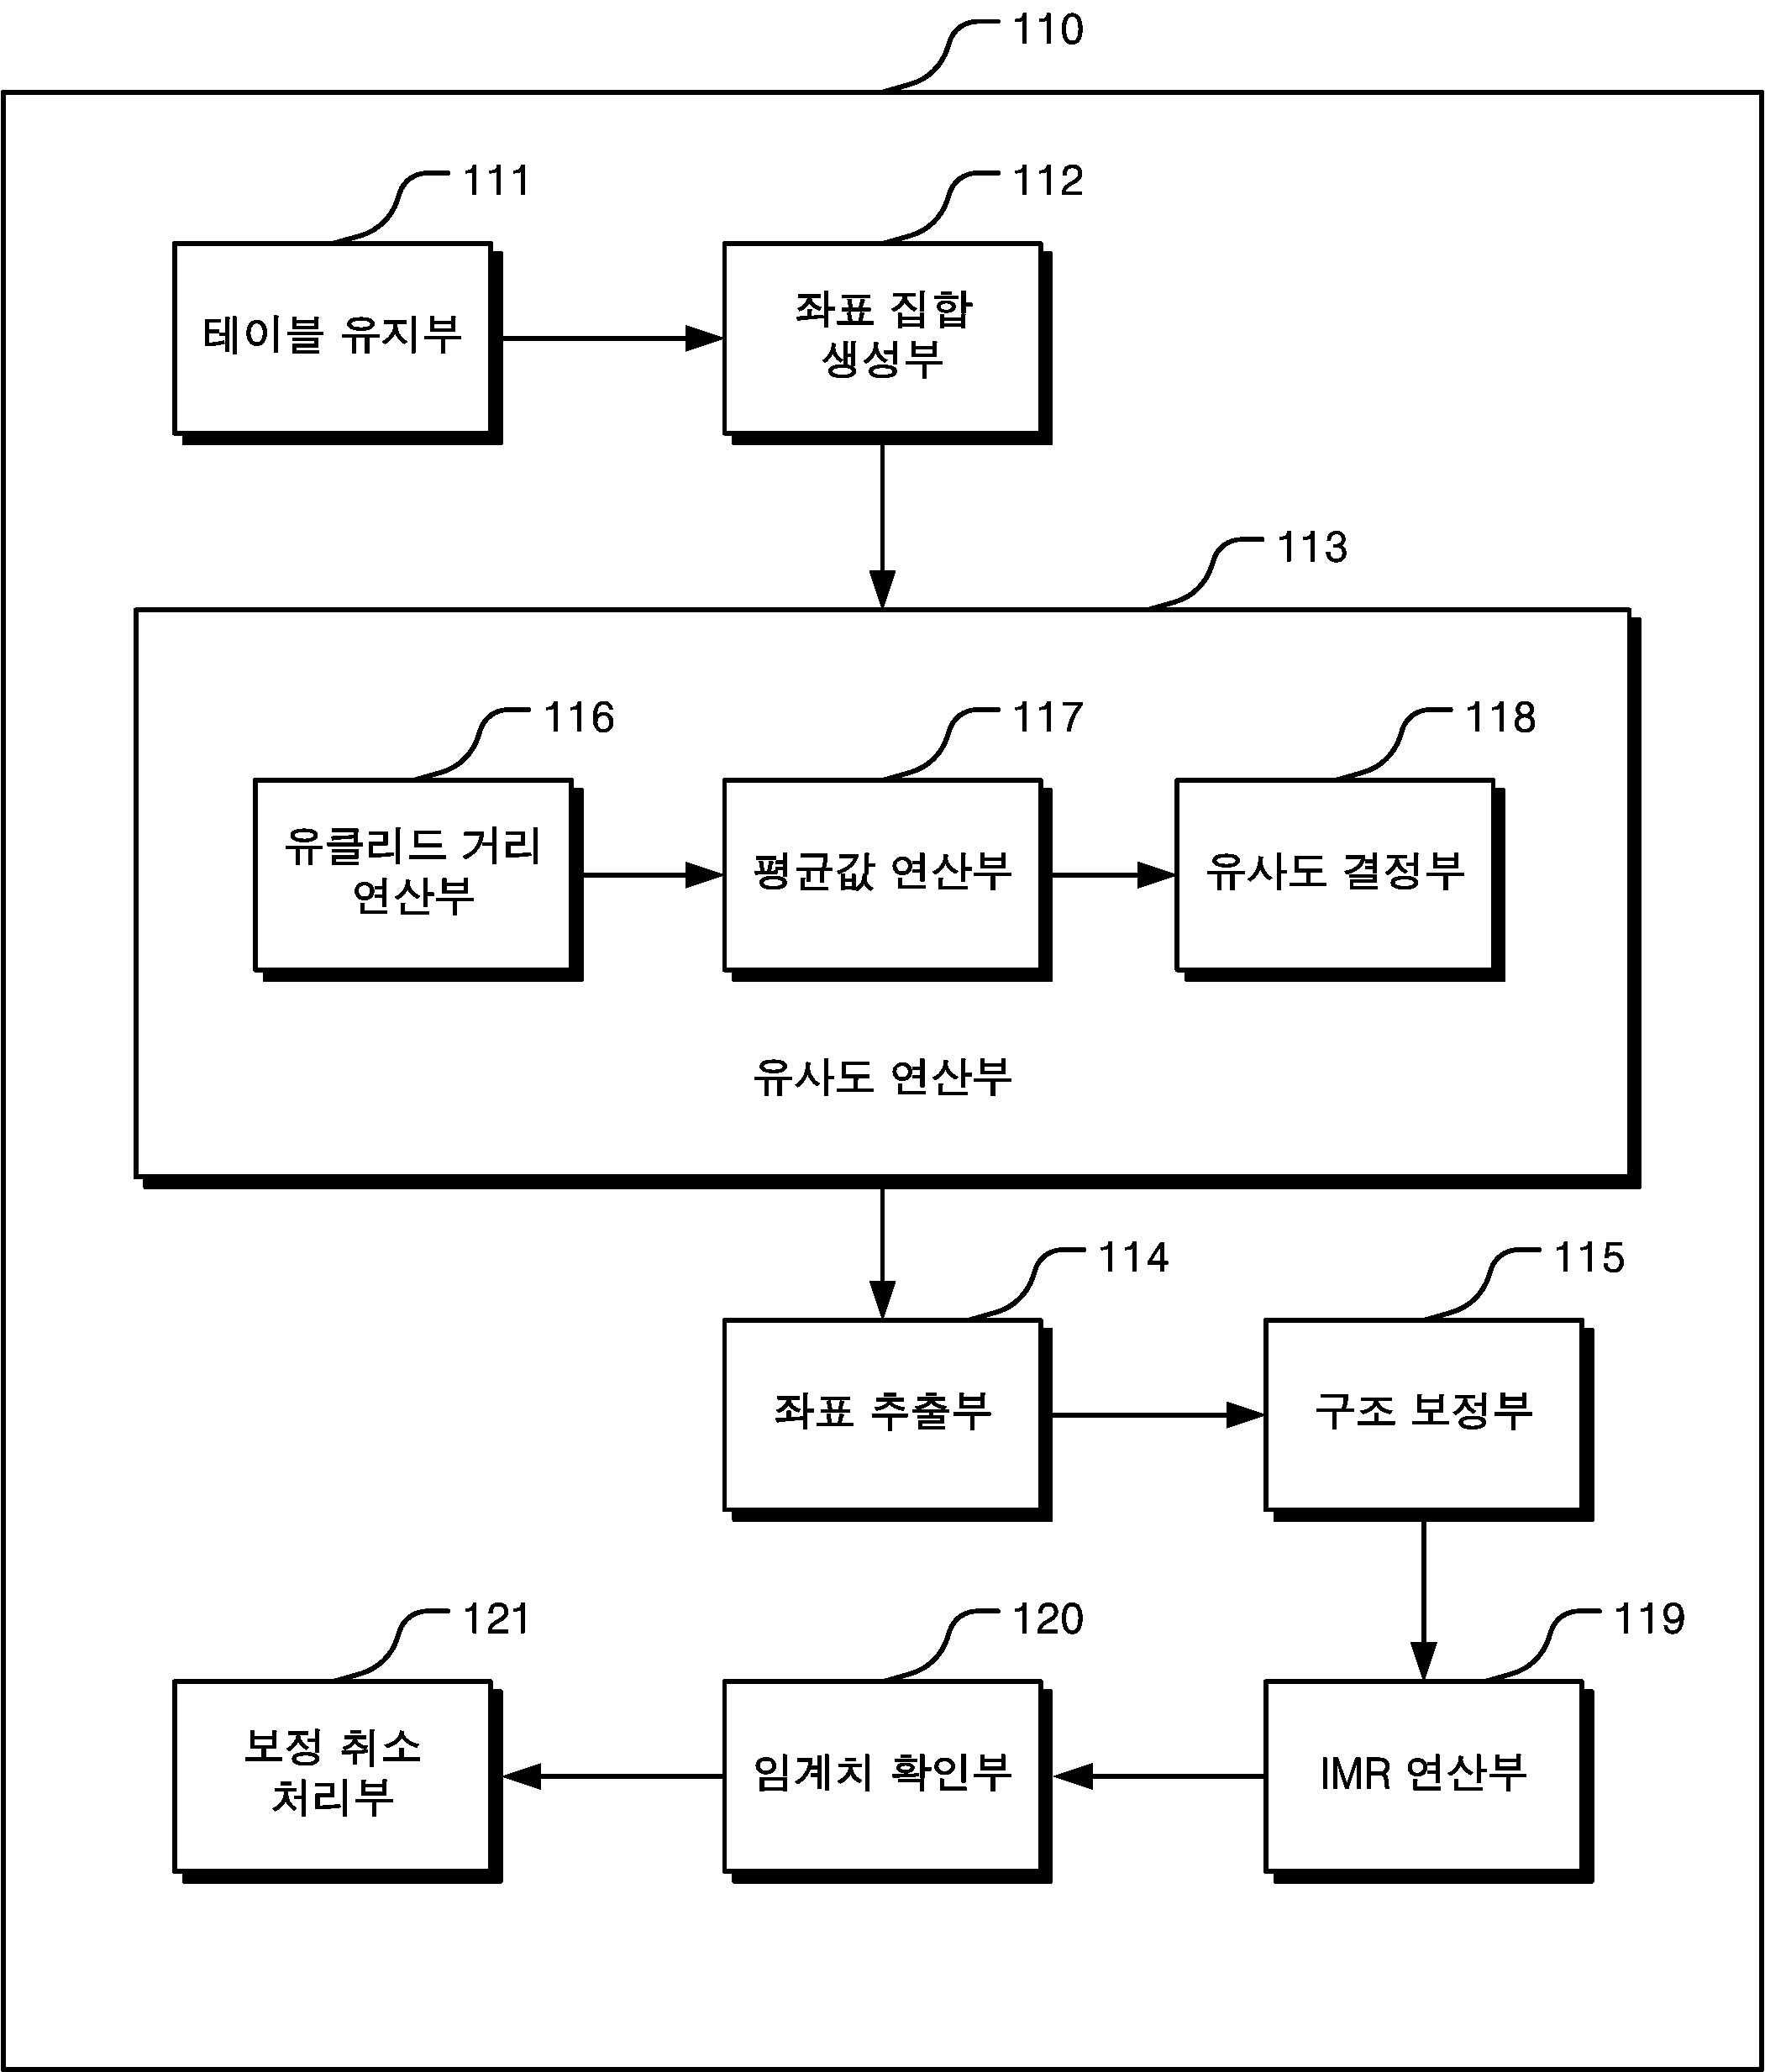 110
111
112
테이블 유지부
좌표 집합
생성부
113
116
117
118
유클리드 거리
연산부
평균값 연산부
유사도 결정부
유사도 연산부
114
115
좌표 추출부
구조 보정부
121
120
119
보정 취소
처리부
임계치 확인부
IMR 연산부